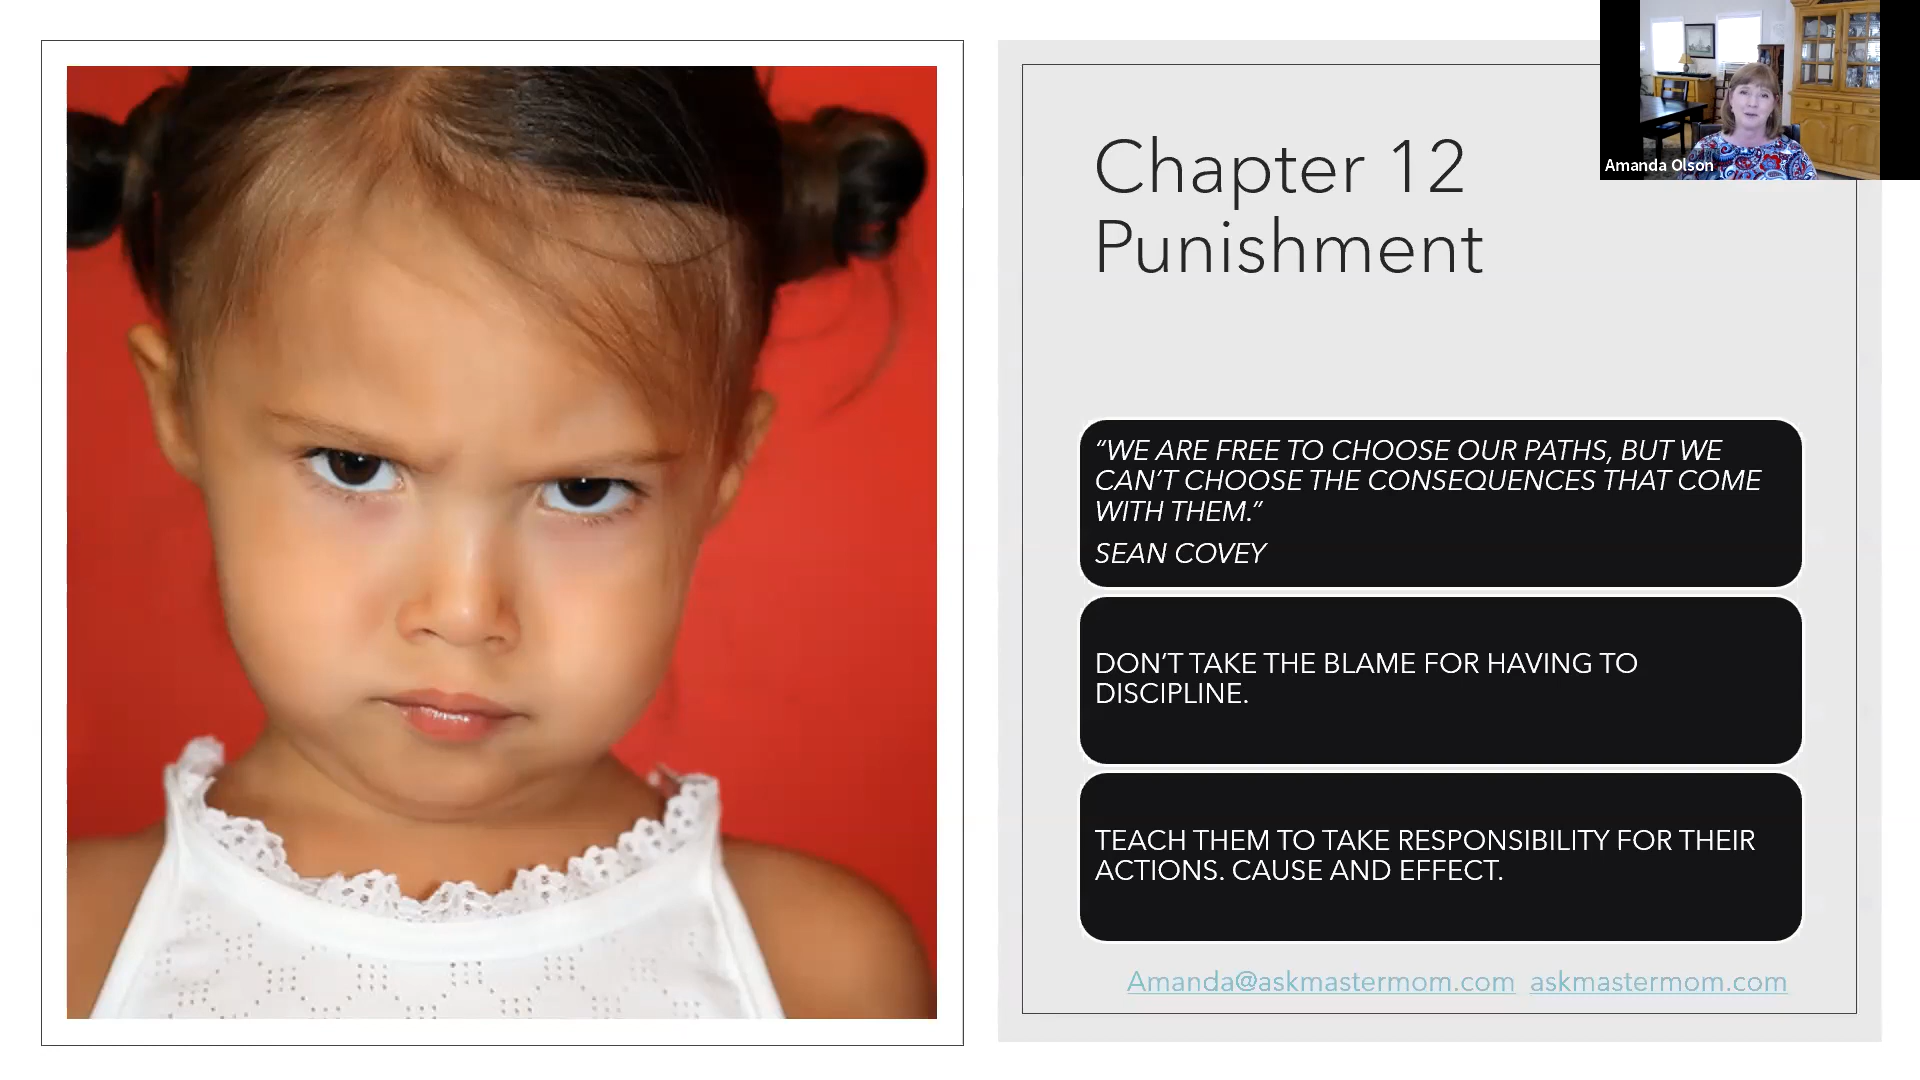 Amanda Olson
Chapter 12
Punishment
“WE ARE FREE TO CHOOSE OUR PATHS, BUT WE
CAN’T CHOOSE THE CONSEQUENCES THAT COME
WITH THEM.”
SEAN COVEY
DON’T TAKE THE BLAME FOR HAVING TO
DISCIPLINE.
TEACH THEM TO TAKE RESPONSIBILITY FOR THEIR
ACTIONS. CAUSE AND EFFECT.
Amanda@askmastermom.com askmastermom.com